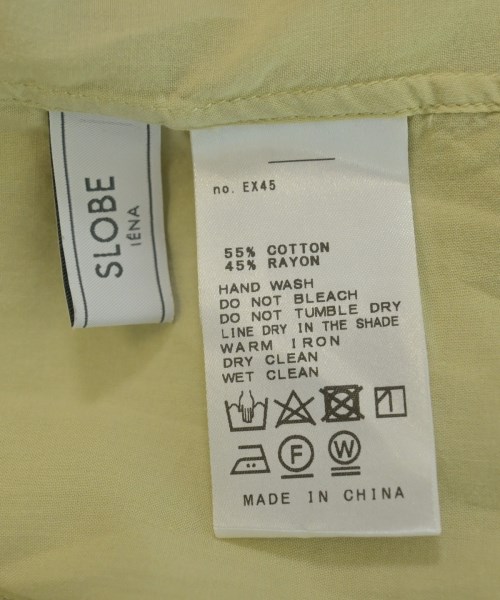 SLOBE
IÉNA
no. EX45
55% COTTON
45% RAYON
HAND WASH
DO NOT BLEACH
DO NOT TUMBLE DRY
LINE DRY IN THE SHADE
WARM IRON
DRY CLEAN
WET CLEAN
F
W
MADE IN CHINA